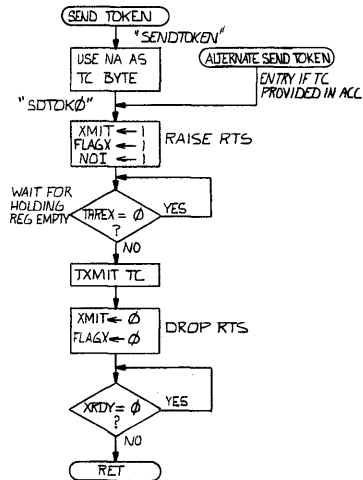 SEND TOKEN
"SENDTOKEN"
USE NA AS
TC BYTE
ALTERNATE SEND TOKEN
ENTRY IF TC
PROVIDED IN ACC
"SDTOKØ"
XMIT ← 1
FLAGX ← 1
NOI ← 1
RAISE RTS
WAIT FOR
HOLDING
REG EMPTY
THREX = Ø
?
YES
NO
TXMIT TC
XMIT ← Ø
FLAGX ← Ø
DROP RTS
XRDY = Ø
?
YES
NO
RET